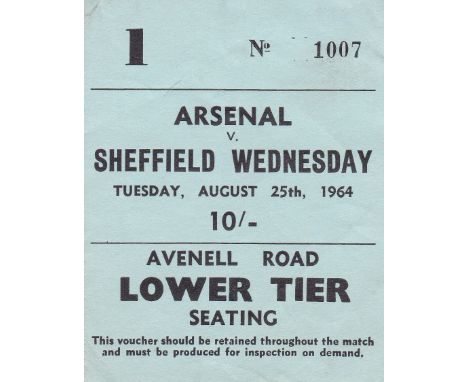 1 Nº 1007
ARSENAL
V.
SHEFFIELD WEDNESDAY
TUESDAY, AUGUST 25th, 1964
10/-
AVENELL ROAD
LOWER TIER
SEATING
This voucher should be retained throughout the match
and must be produced for inspection on demand.